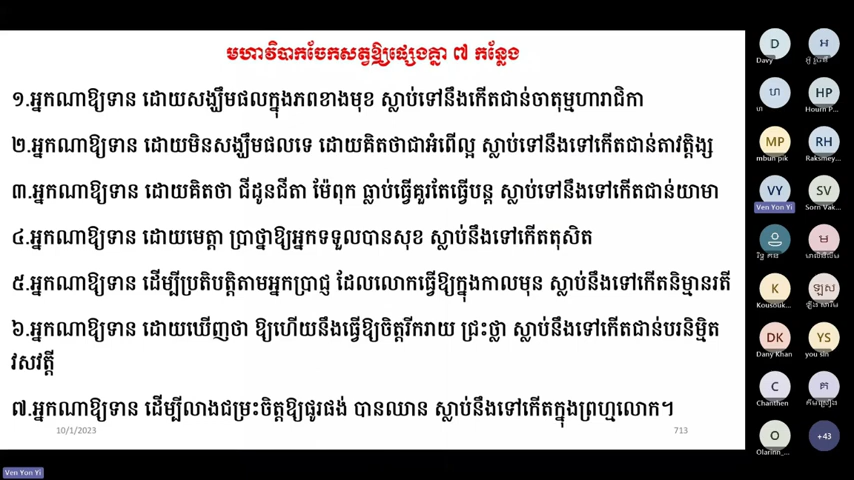 មហាវិបាកចែកសត្វឱ្យផ្សេងគ្នា ៧ កន្លែង
១.អ្នកណាឱ្យទាន ដោយសង្ឃឹមផលក្នុងភពខាងមុខ ស្លាប់ទៅនឹងកើតជាន់ចាតុម្មហារាជិកា
២.អ្នកណាឱ្យទាន ដោយមិនសង្ឃឹមផលទេ ដោយគិតថាជាអំពើល្អ ស្លាប់ទៅនឹងទៅកើតជាន់តាវត្តិង្ស
៣.អ្នកណាឱ្យទាន ដោយគិតថា ជីដូនជីតា ម៉ែពុក ធ្លាប់ធ្វើគួរតែធ្វើបន្ត ស្លាប់ទៅនឹងទៅកើតជាន់យាមា
៤.អ្នកណាឱ្យទាន ដោយមេត្តា ប្រាថ្នាឱ្យអ្នកទទួលបានសុខ ស្លាប់នឹងទៅកើតតុសិត
៥.អ្នកណាឱ្យទាន ដើម្បីប្រតិបត្តិតាមអ្នកប្រាជ្ញ ដែលលោកធ្វើឱ្យក្នុងកាលមុន ស្លាប់នឹងទៅកើតនិម្មានរតី
៦.អ្នកណាឱ្យទាន ដោយឃើញថា ឱ្យហើយនឹងធ្វើឱ្យចិត្តរីករាយ ជ្រះថ្លា ស្លាប់នឹងទៅកើតជាន់បរនិម្មិត
វសវត្តី
៧.អ្នកណាឱ្យទាន ដើម្បីលាងជម្រះចិត្តឱ្យផូរផង់ បានឈាន ស្លាប់នឹងទៅកើតក្នុងព្រហ្មលោក។
10/1/2023
713
Ven Yon Yi
D
Davy
អ
ហ
ហ
HP
Hourn P...
MP
mbun pik
RH
Raksmey...
VY
Ven Yon Yi
SV
Sorn Vak...
រិទ្ធ កន
ម
K
Kousouk...
ឡស
DK
Dany Khan
YS
you sin
C
Chanthen
ក
គឹមស្រៀង
O
Olarinn_...
+43